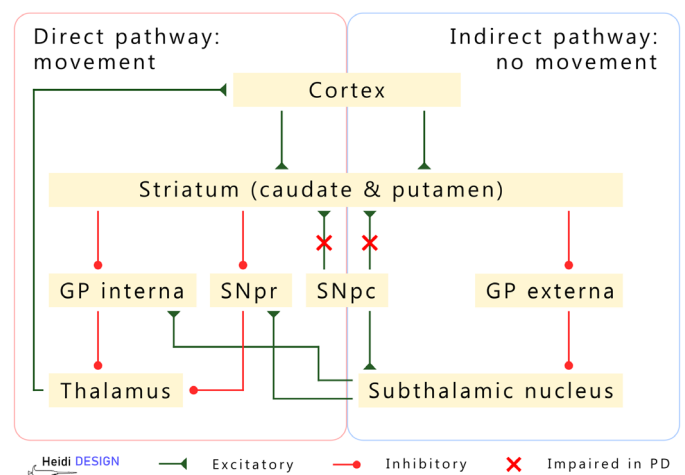 Direct pathway:
movement
Indirect pathway:
no movement
Cortex
Striatum (caudate & putamen)
GP interna
SNpr
SNpc
GP externa
Thalamus
Subthalamic nucleus
Heidi DESIGN
Excitatory
Inhibitory
Impaired in PD